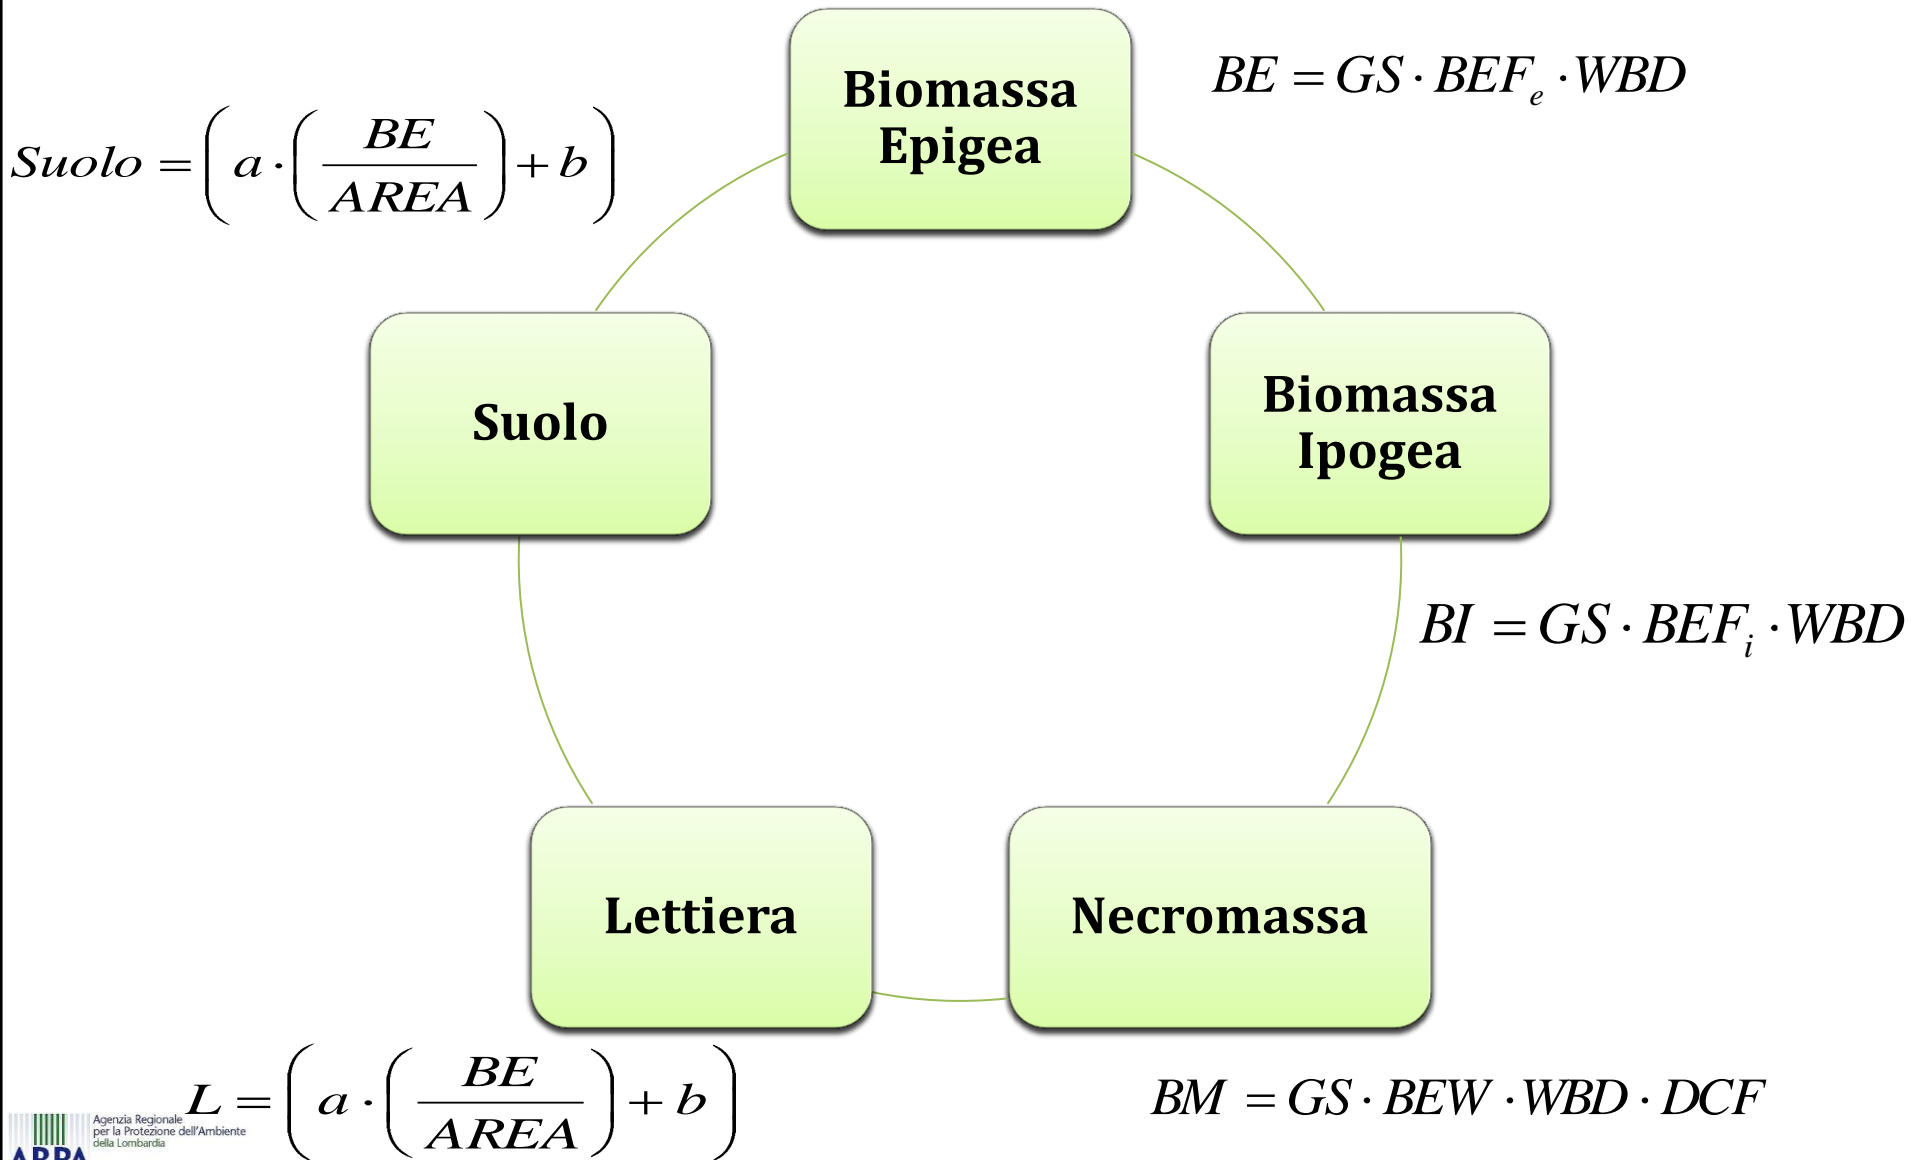 Biomassa
Epigea
BE = GS · BEF_e · WBD
Suolo = ( a · ( BE / AREA ) + b )
Suolo
Biomassa
Ipogea
BI = GS · BEF_i · WBD
Lettiera
Necromassa
L = ( a · ( BE / AREA ) + b )
BM = GS · BEW · WBD · DCF
Agenzia Regionale
per la Protezione dell'Ambiente
della Lombardia
ARPA